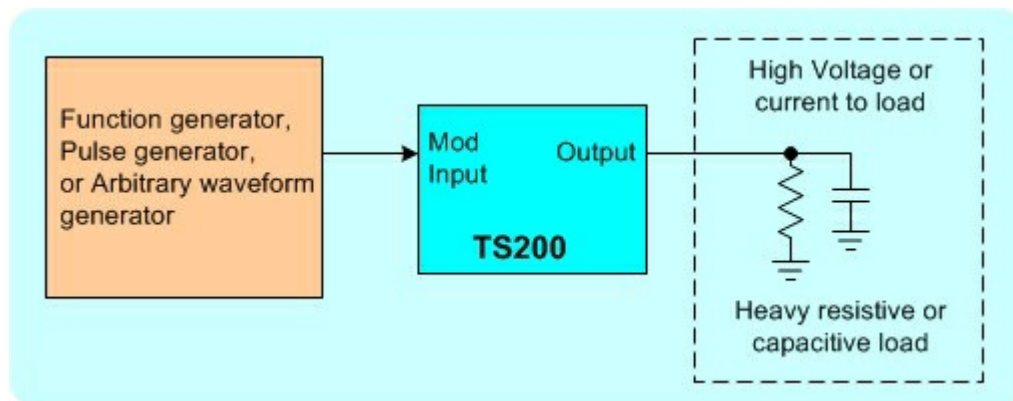 Function generator,
Pulse generator,
or Arbitrary waveform
generator
Mod
Input
Output
TS200
High Voltage or
current to load
Heavy resistive or
capacitive load